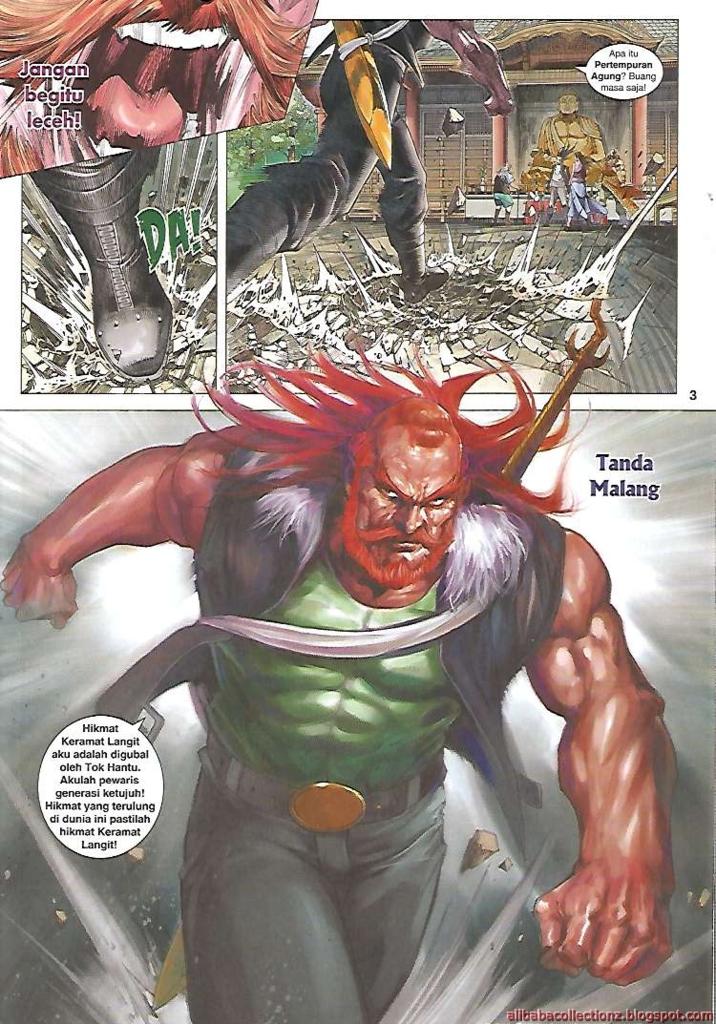 Jangan
begitu
leceh!
Apa itu
Pertempuran
Agung? Buang
masa saja!
DA!
3
Tanda
Malang
Hikmat
Keramat Langit
aku adalah digubal
oleh Tok Hantu.
Akulah pewaris
generasi ketujuh!
Hikmat yang terulung
di dunia ini pastilah
hikmat Keramat
Langit!
alibabacollectionz.blogspot.com